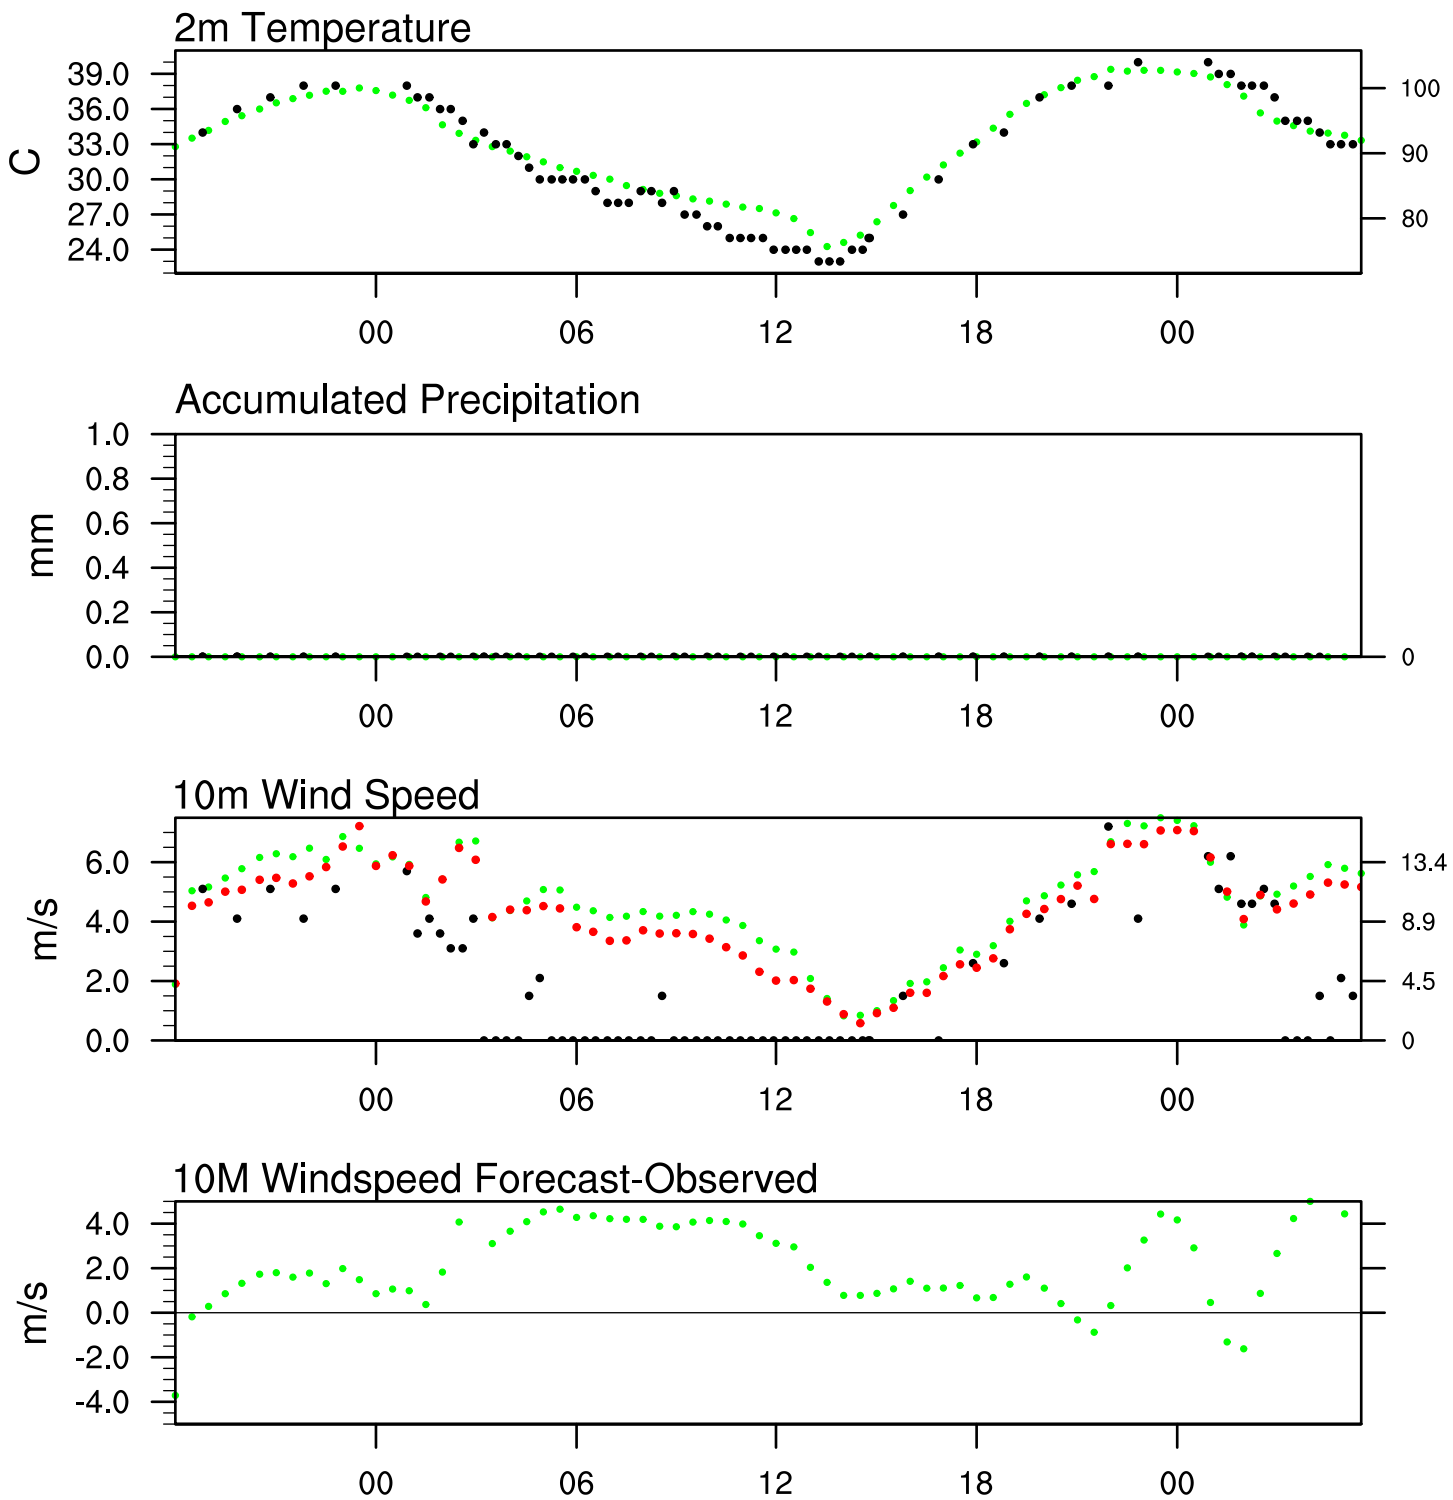 2m Temperature
39.0
36.0
33.0
30.0
27.0
24.0
C
100
90
80
00 06 12 18 00
Accumulated Precipitation
1.0
0.8
0.6
0.4
0.2
0.0
mm
0
00 06 12 18 00
10m Wind Speed
6.0
4.0
2.0
0.0
m/s
13.4
8.9
4.5
0
00 06 12 18 00
10M Windspeed Forecast-Observed
4.0
2.0
0.0
-2.0
-4.0
m/s
00 06 12 18 00